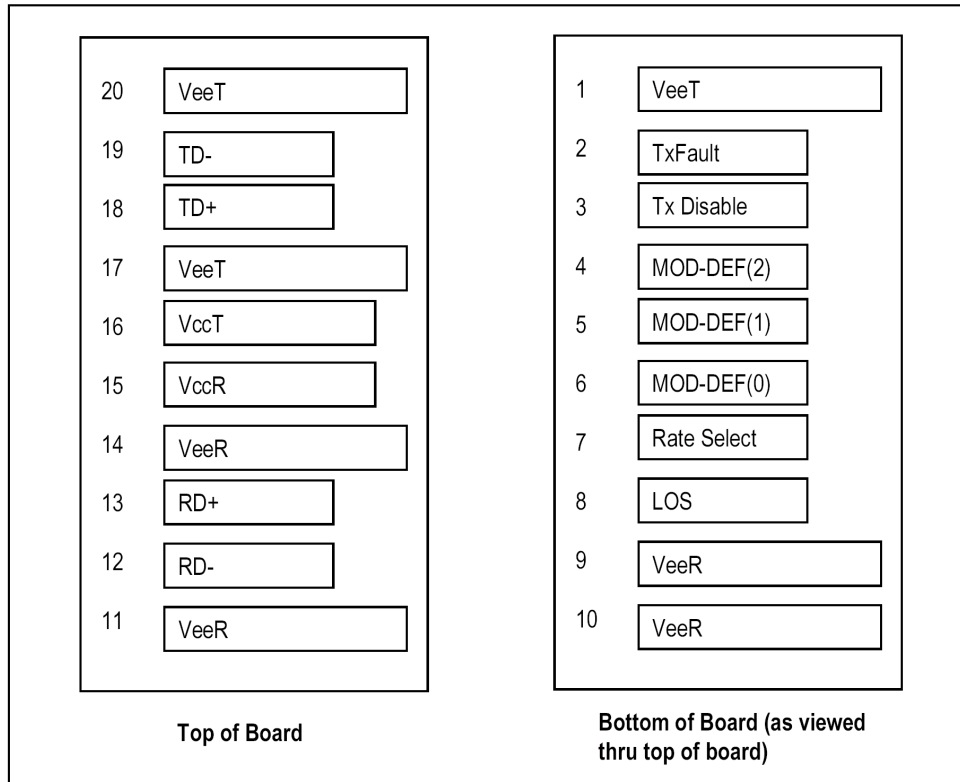 20 VeeT
19 TD-
18 TD+
17 VeeT
16 VccT
15 VccR
14 VeeR
13 RD+
12 RD-
11 VeeR
Top of Board
1 VeeT
2 TxFault
3 Tx Disable
4 MOD-DEF(2)
5 MOD-DEF(1)
6 MOD-DEF(0)
7 Rate Select
8 LOS
9 VeeR
10 VeeR
Bottom of Board (as viewed
thru top of board)